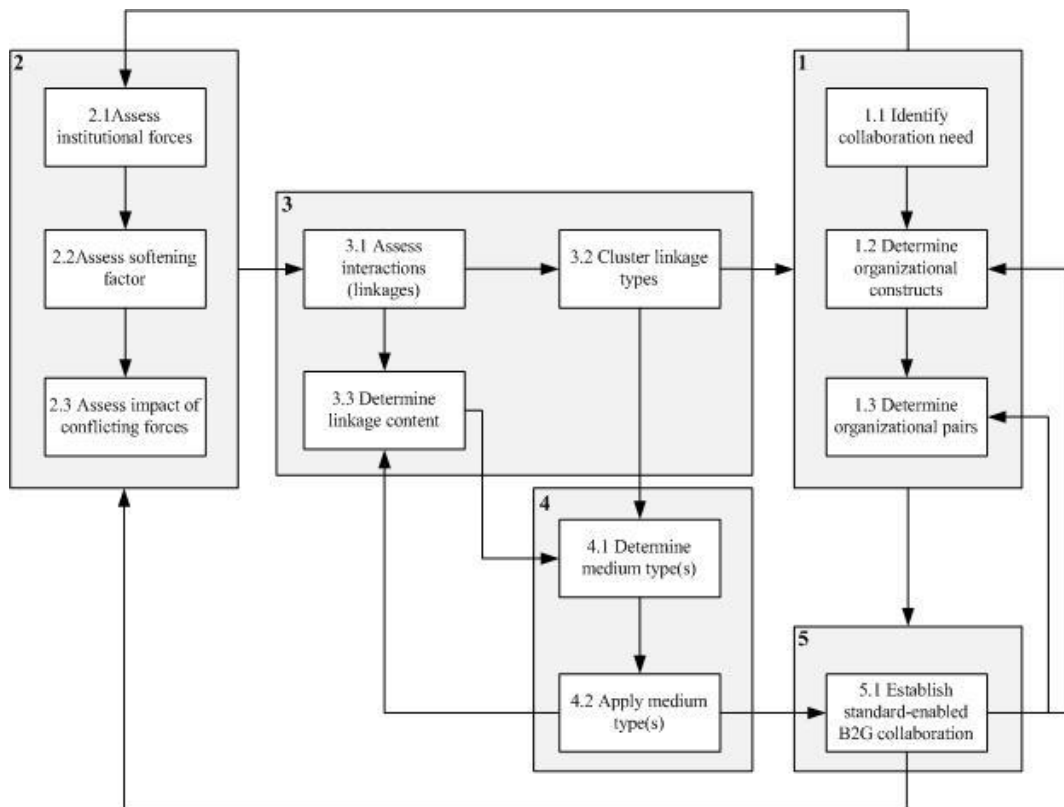 2
2.1Assess
institutional forces
2.2Assess softening
factor
2.3 Assess impact of
conflicting forces
3
3.1 Assess
interactions
(linkages)
3.2 Cluster linkage
types
3.3 Determine
linkage content
4
4.1 Determine
medium type(s)
4.2 Apply medium
type(s)
1
1.1 Identify
collaboration need
1.2 Determine
organizational
constructs
1.3 Determine
organizational pairs
5
5.1 Establish
standard-enabled
B2G collaboration